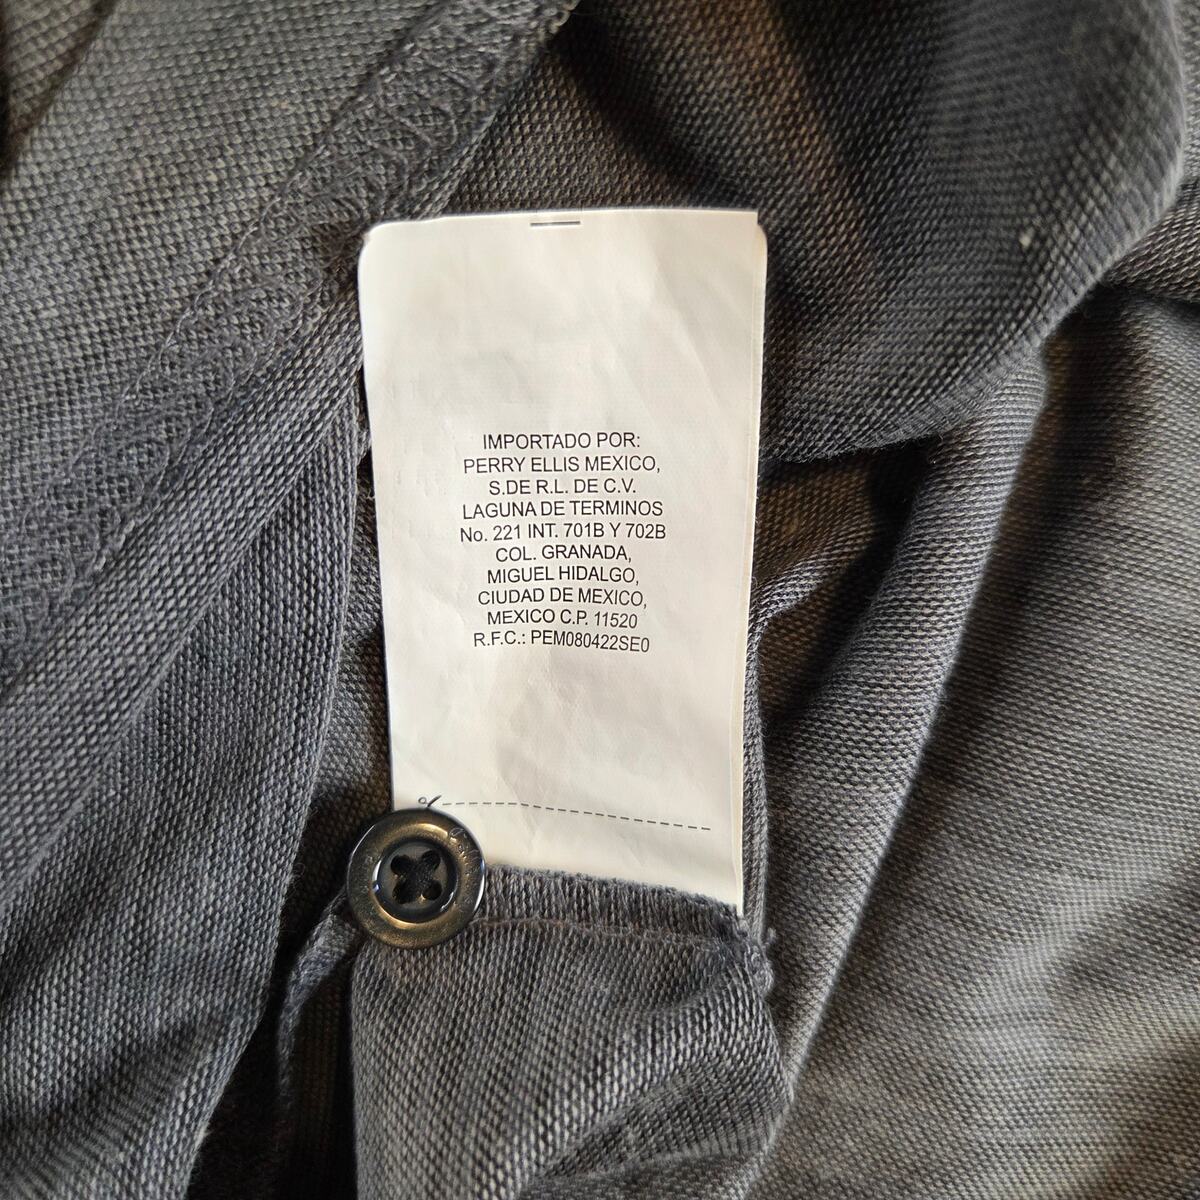 IMPORTADO POR:
PERRY ELLIS MEXICO,
S.DE R.L. DE C.V.
LAGUNA DE TERMINOS
No. 221 INT. 701B Y 702B
COL. GRANADA,
MIGUEL HIDALGO,
CIUDAD DE MEXICO,
MEXICO C.P. 11520
R.F.C.: PEM080422SE0